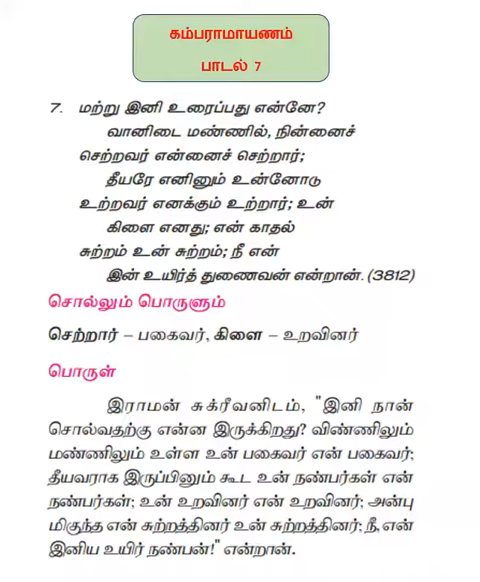 கம்பராமாயணம்
பாடல் 7
7. மற்று இனி உரைப்பது என்னே?
வானிடை மண்ணில், நின்னைச்
செற்றவர் என்னைச் செற்றார்;
தீயரே எனினும் உன்னோடு
உற்றவர் எனக்கும் உற்றார்; உன்
கிளை எனது; என் காதல்
சுற்றம் உன் சுற்றம்; நீ என்
இன் உயிர்த் துணைவன் என்றான். (3812)
சொல்லும் பொருளும்
செற்றார் – பகைவர், கிளை – உறவினர்
பொருள்
இராமன் சுக்ரீவனிடம், "இனி நான்
சொல்வதற்கு என்ன இருக்கிறது? விண்ணிலும்
மண்ணிலும் உள்ள உன் பகைவர் என் பகைவர்;
தீயவராக இருப்பினும் கூட உன் நண்பர்கள் என்
நண்பர்கள்; உன் உறவினர் என் உறவினர்; அன்பு
மிகுந்த என் சுற்றத்தினர் உன் சுற்றத்தினர்; நீ, என்
இனிய உயிர் நண்பன்!" என்றான்.